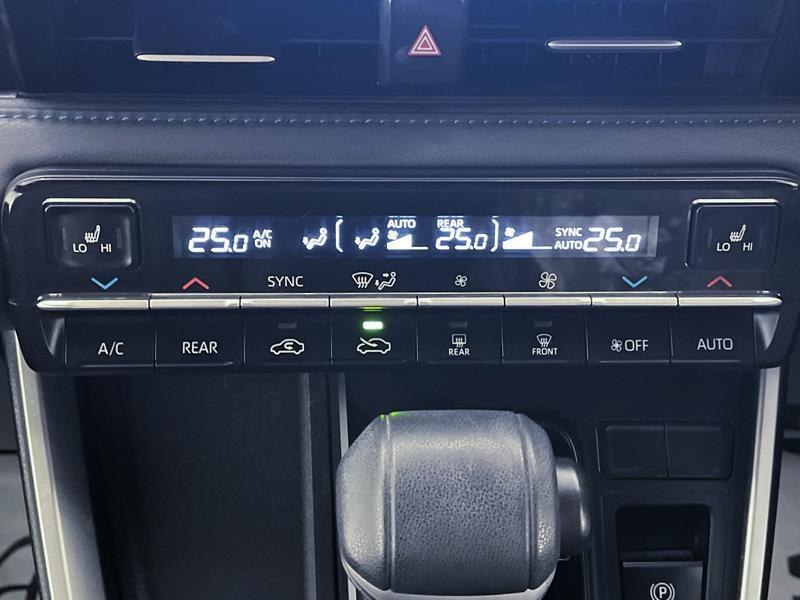 25.0 A/C ON AUTO REAR 25.0 SYNC AUTO 25.0
LO HI
LO HI
SYNC
A/C REAR REAR FRONT OFF AUTO
P